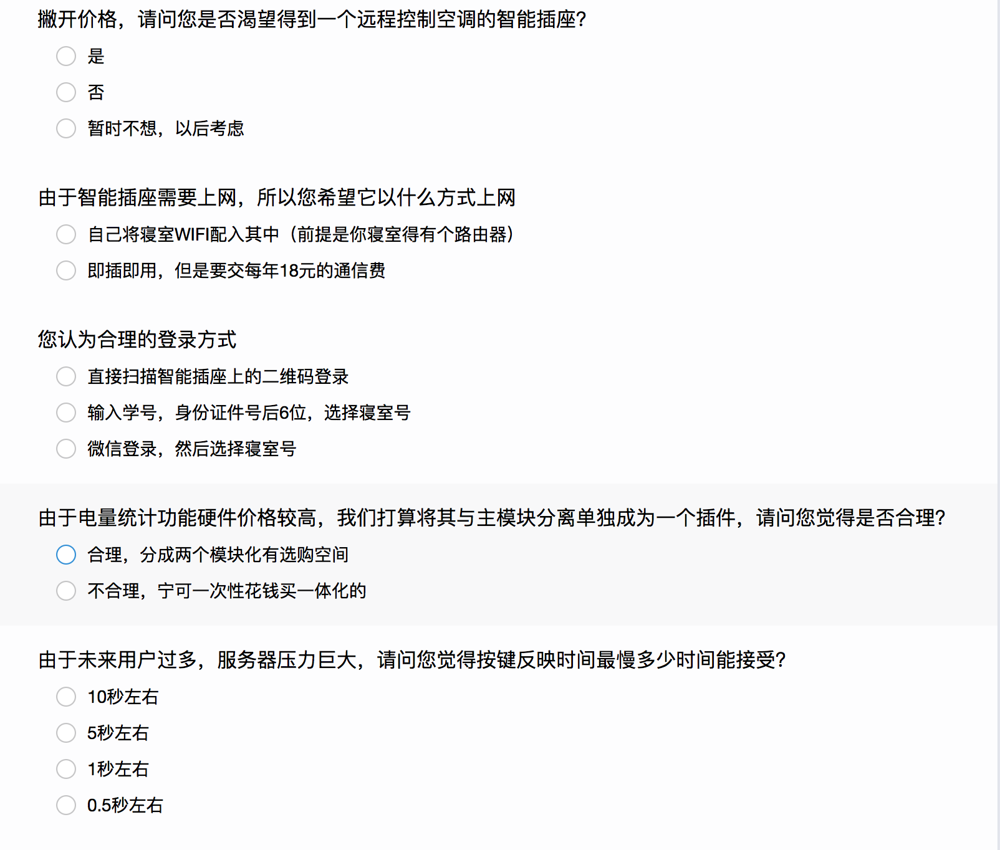 撇开价格，请问您是否渴望得到一个远程控制空调的智能插座?
是
否
暂时不想，以后考虑
由于智能插座需要上网，所以您希望它以什么方式上网
自己将寝室WIFI配入其中（前提是你寝室得有个路由器）
即插即用，但是要交每年18元的通信费
您认为合理的登录方式
直接扫描智能插座上的二维码登录
输入学号，身份证件号后6位，选择寝室号
微信登录，然后选择寝室号
由于电量统计功能硬件价格较高，我们打算将其与主模块分离单独成为一个插件，请问您觉得是否合理?
合理，分成两个模块化有选购空间
不合理，宁可一次性花钱买一体化的
由于未来用户过多，服务器压力巨大，请问您觉得按键反映时间最慢多少时间能接受?
10秒左右
5秒左右
1秒左右
0.5秒左右